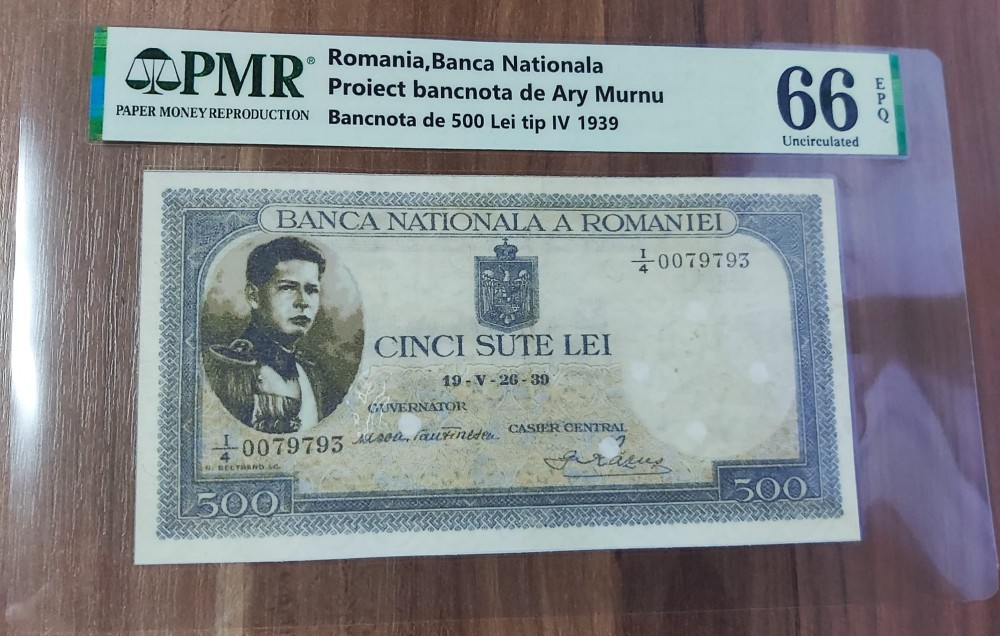 PMR®
PAPER MONEY REPRODUCTION
Romania,Banca Nationala
Proiect bancnota de Ary Murnu
Bancnota de 500 Lei tip IV 1939
66
EPQ
Uncirculated
BANCA NATIONALA A ROMANIEI
I/4 0079793
CINCI SUTE LEI
19-V-26-39
GUVERNATOR
CASIER CENTRAL
I/4 0079793
G. BELTRAND SC.
500
500